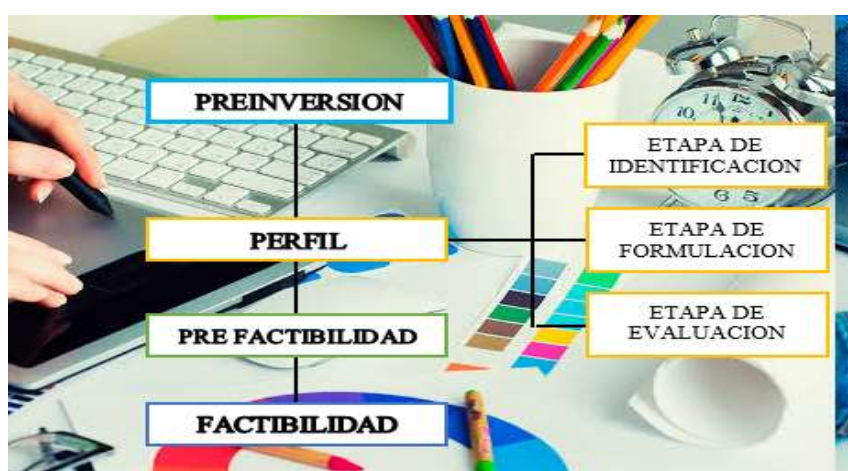 PREINVERSION
PERFIL
PRE FACTIBILIDAD
FACTIBILIDAD
ETAPA DE
IDENTIFICACION
ETAPA DE
FORMULACION
ETAPA DE
EVALUACION